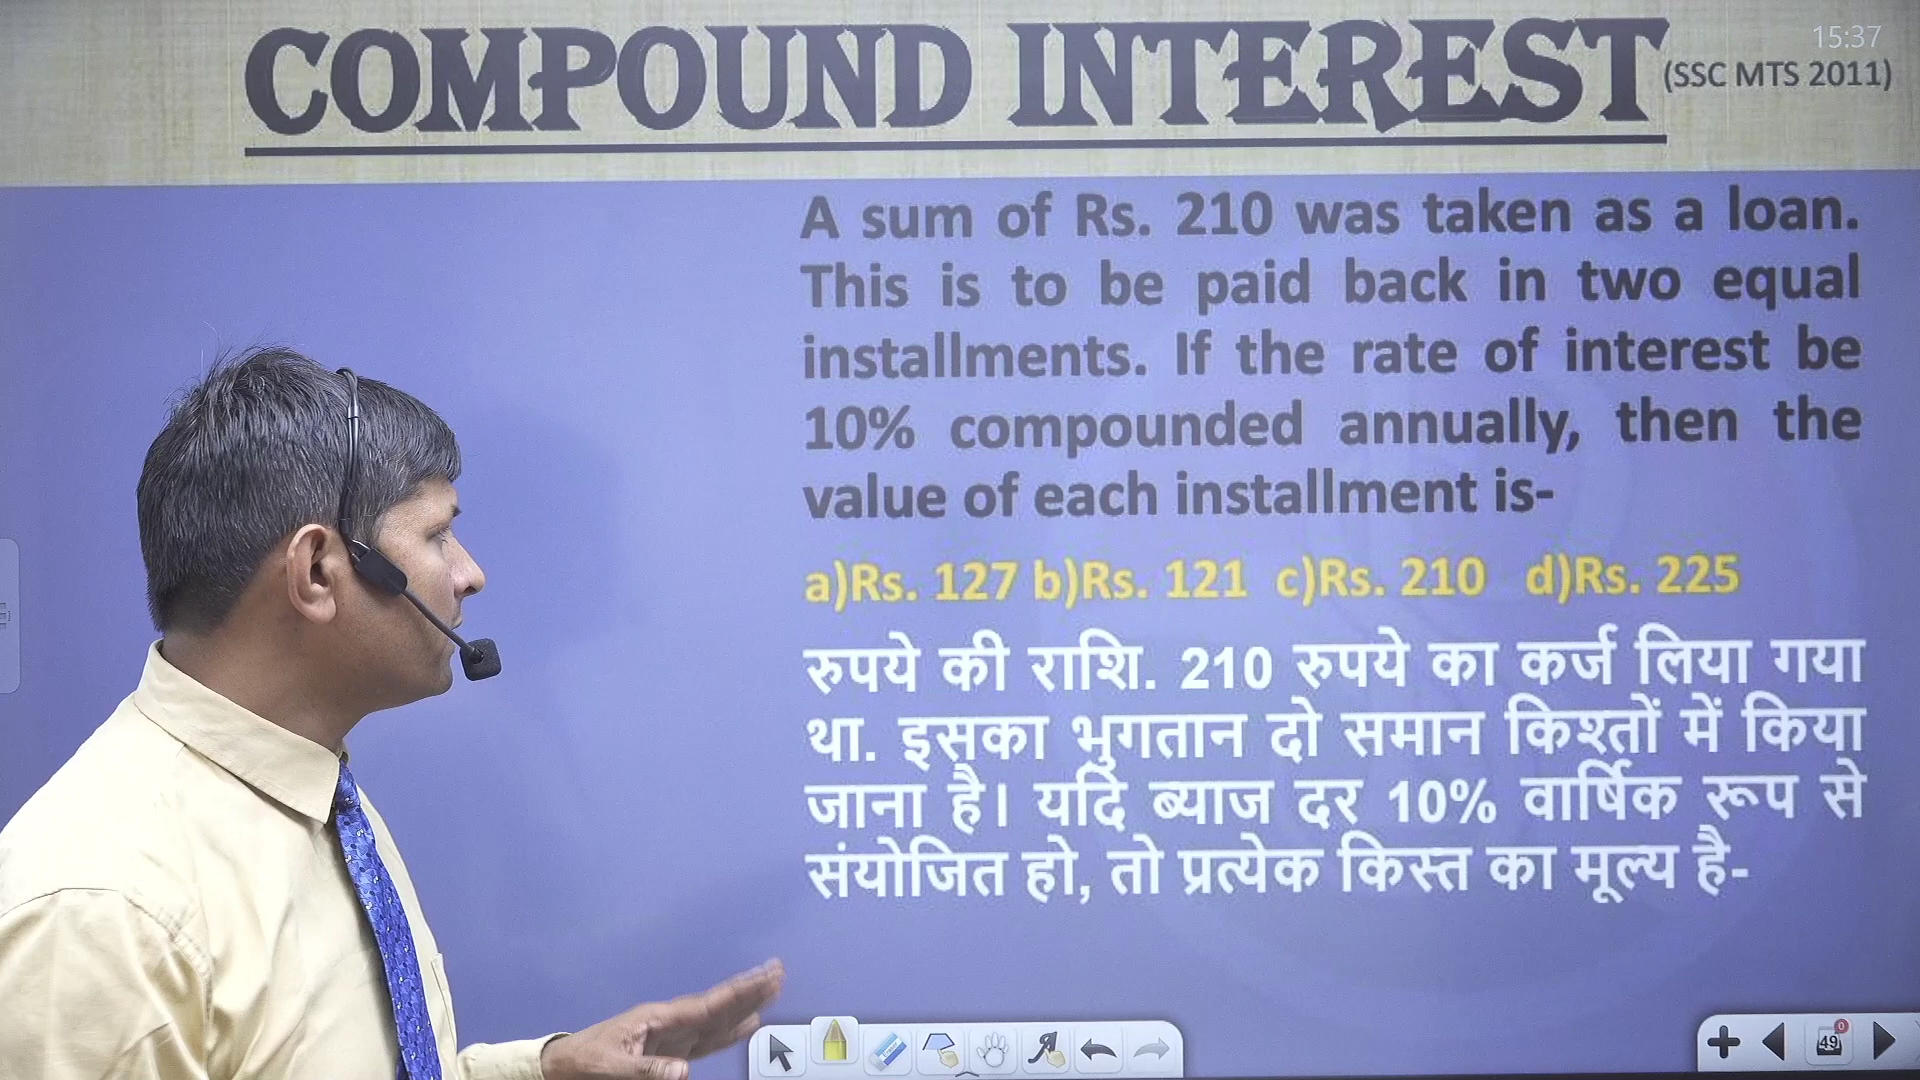 COMPOUND INTEREST
15:37
(SSC MTS 2011)
A sum of Rs. 210 was taken as a loan.
This is to be paid back in two equal
installments. If the rate of interest be
10% compounded annually, then the
value of each installment is-
a)Rs. 127 b)Rs. 121 c)Rs. 210 d)Rs. 225
रुपये की राशि. 210 रुपये का कर्ज लिया गया
था. इसका भुगतान दो समान किश्तों में किया
जाना है। यदि ब्याज दर 10% वार्षिक रूप से
संयोजित हो, तो प्रत्येक किस्त का मूल्य है-
0
49